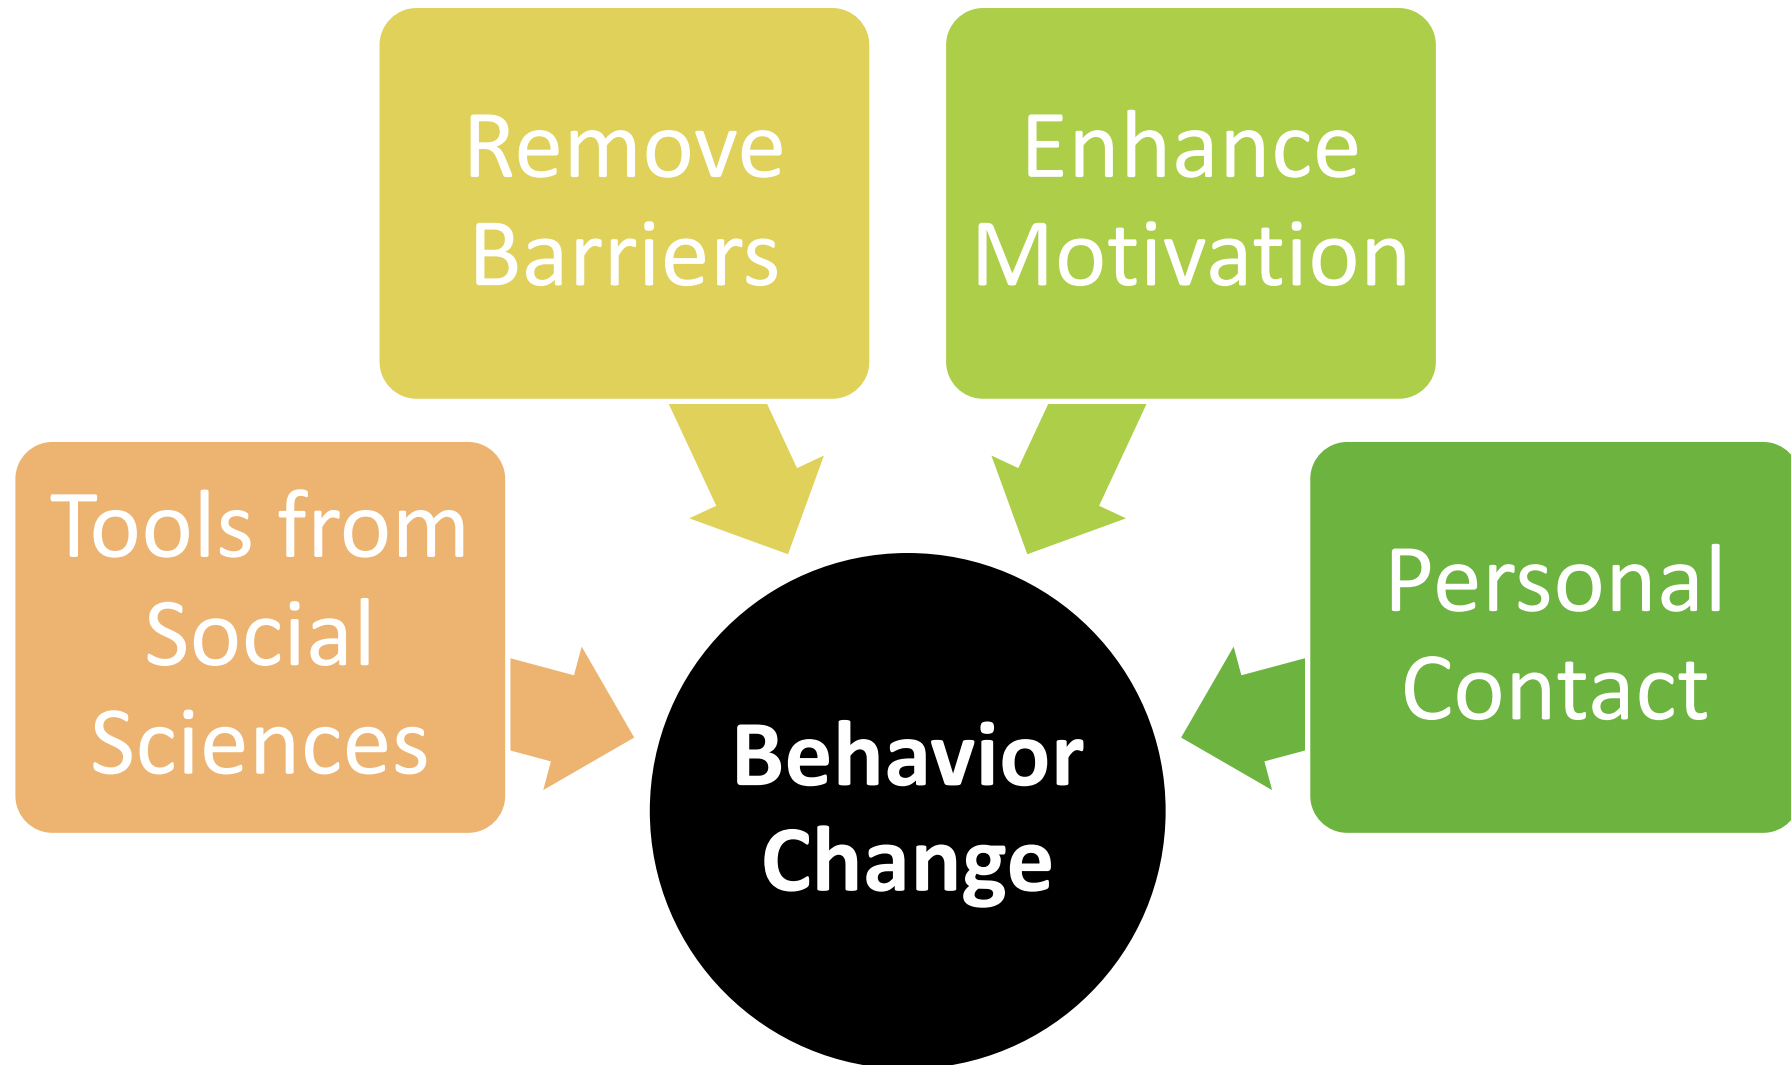 Remove
Barriers
Enhance
Motivation
Tools from
Social
Sciences
Personal
Contact
Behavior
Change